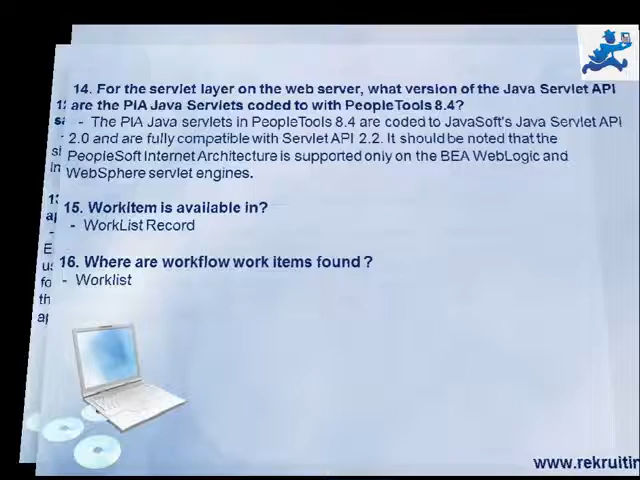 14. For the servlet layer on the web server, what version of the Java Servlet API
are the PIA Java Servlets coded to with PeopleTools 8.4?
- The PIA Java servlets in PeopleTools 8.4 are coded to JavaSoft's Java Servlet API
2.0 and are fully compatible with Servlet API 2.2. It should be noted that the
PeopleSoft Internet Architecture is supported only on the BEA WebLogic and
WebSphere servlet engines.
15. WorkItem is available in?
- WorkList Record
16. Where are workflow work items found ?
- Worklist
www.rekruitin